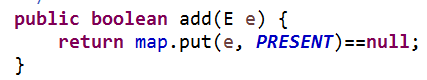 public boolean add(E e) {
    return map.put(e, PRESENT)==null;
}